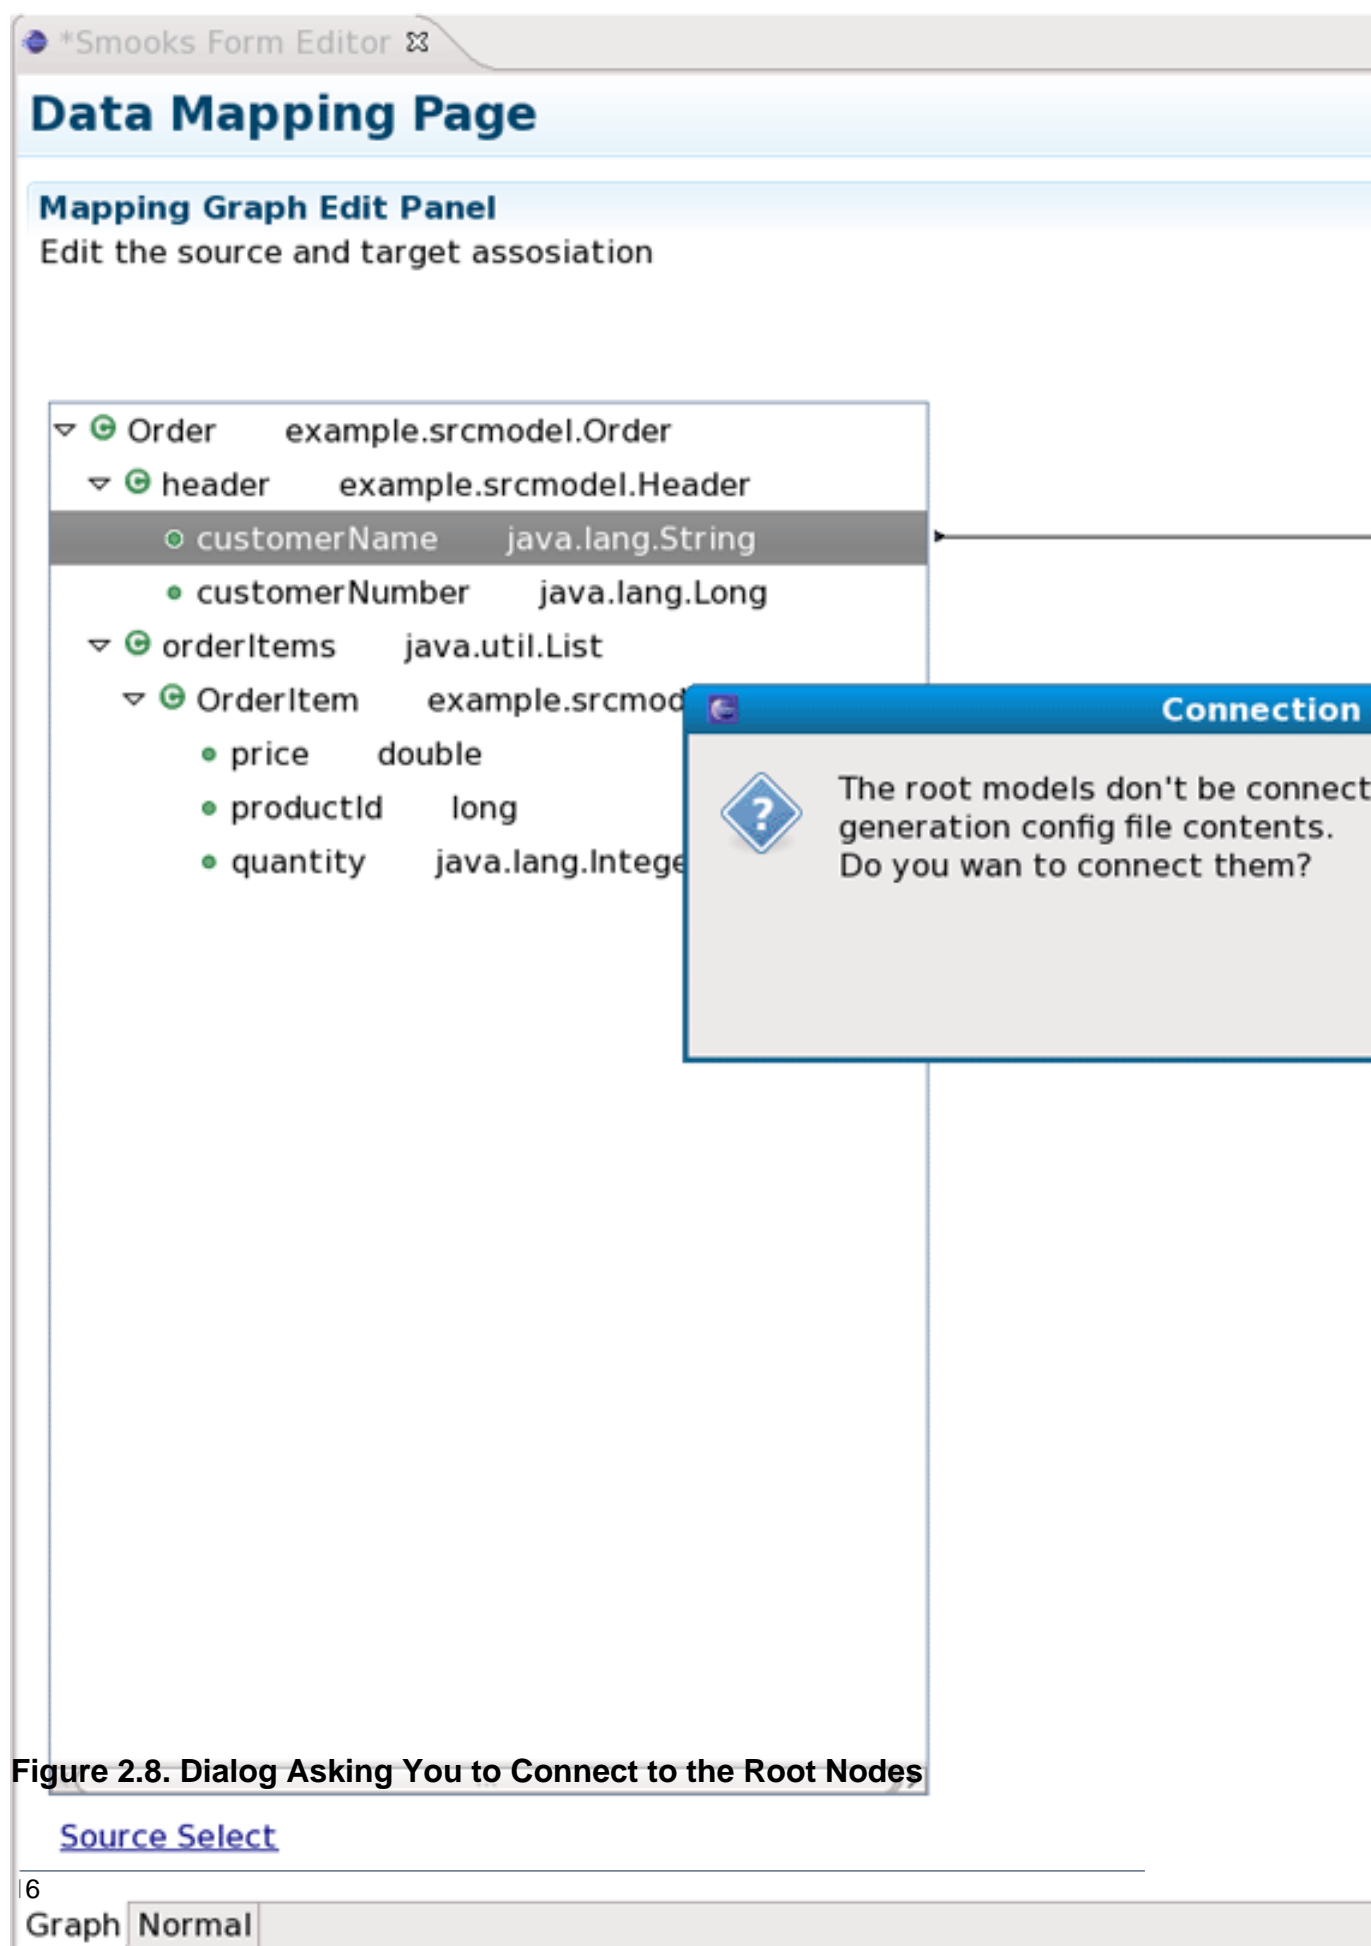 *Smooks Form Editor
Data Mapping Page
Mapping Graph Edit Panel
Edit the source and target assosiation
Order example.srcmodel.Order
header example.srcmodel.Header
customerName java.lang.String
customerNumber java.lang.Long
orderItems java.util.List
OrderItem example.srcmod
price double
productId long
quantity java.lang.Intege
Connection
The root models don't be connect
generation config file contents.
Do you wan to connect them?
Figure 2.8. Dialog Asking You to Connect to the Root Nodes
Source Select
16
Graph Normal